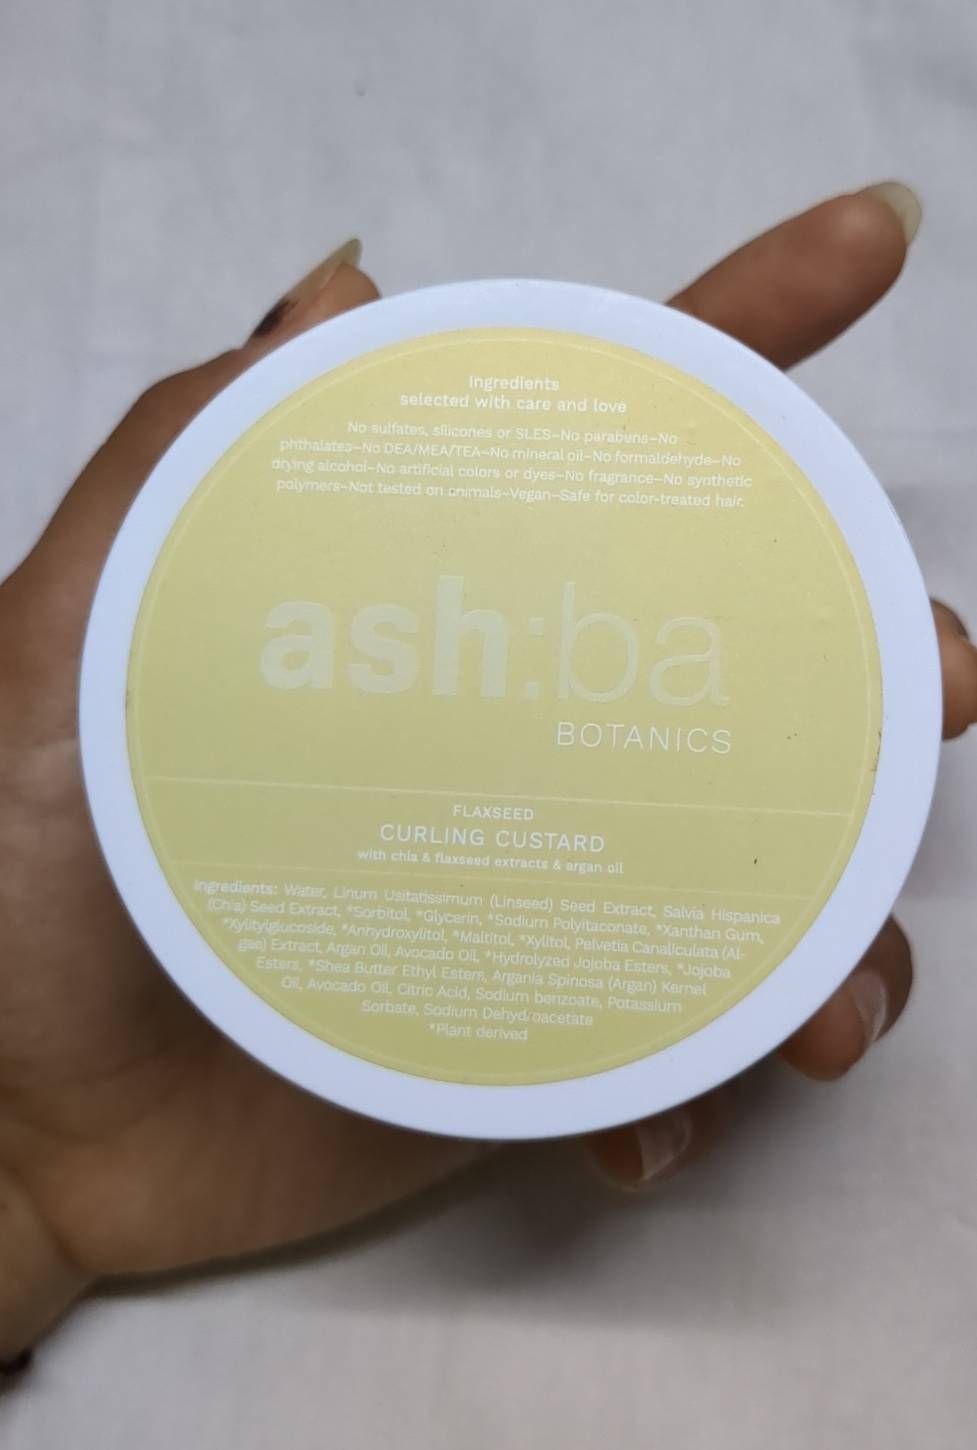 Ingredients
selected with care and love
No sulfates, silicones or SLES–No parabens–No
phthalates–No DEA/MEA/TEA–No mineral oil–No formaldehyde–No
drying alcohol–No artificial colors or dyes–No fragrance–No synthetic
polymers–Not tested on animals–Vegan–Safe for color-treated hair.
ash:ba
BOTANICS
FLAXSEED
CURLING CUSTARD
with chia & flaxseed extracts & argan oil
Ingredients: Water, Linum Usitatissimum (Linseed) Seed Extract, Salvia Hispanica
(Chia) Seed Extract, *Sorbitol, *Glycerin, *Sodium Polyitaconate, *Xanthan Gum,
*Xylitylglucoside, *Anhydroxylitol, *Maltitol, *Xylitol, Pelvetia Canaliculata (Al-
gae) Extract, Argan Oil, Avocado Oil, *Hydrolyzed Jojoba Esters, *Jojoba
Esters, *Shea Butter Ethyl Esters, Argania Spinosa (Argan) Kernel
Oil, Avocado Oil, Citric Acid, Sodium benzoate, Potassium
Sorbate, Sodium Dehydroacetate
*Plant derived